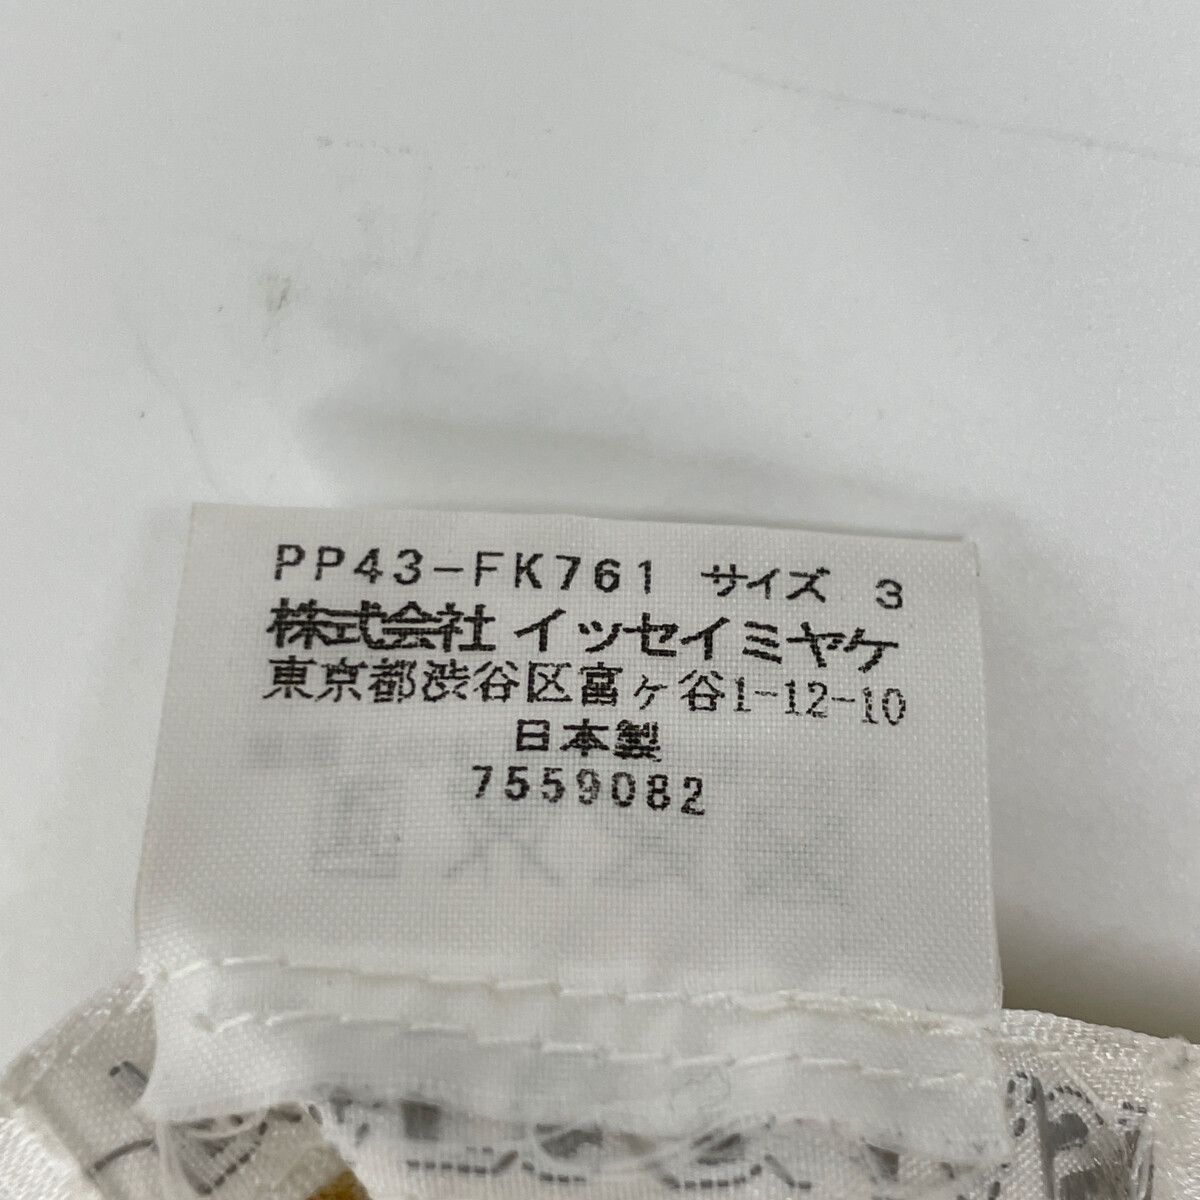 PP43-FK761 サイズ 3
株式会社 イッセイミヤケ
東京都渋谷区富ヶ谷1-12-10
日本製
7559082